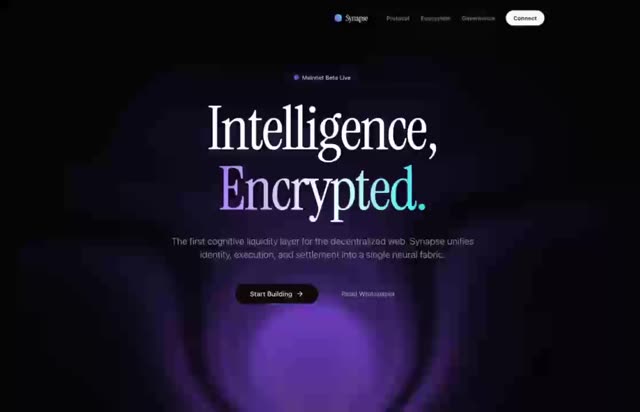 Synapse
Protocol
Ecosystem
Governance
Connect
Mainnet Beta Live
Intelligence,
Encrypted.
The first cognitive liquidity layer for the decentralized web. Synapse unifies
identity, execution, and settlement into a single neural fabric.
Start Building →
Read Whitepaper